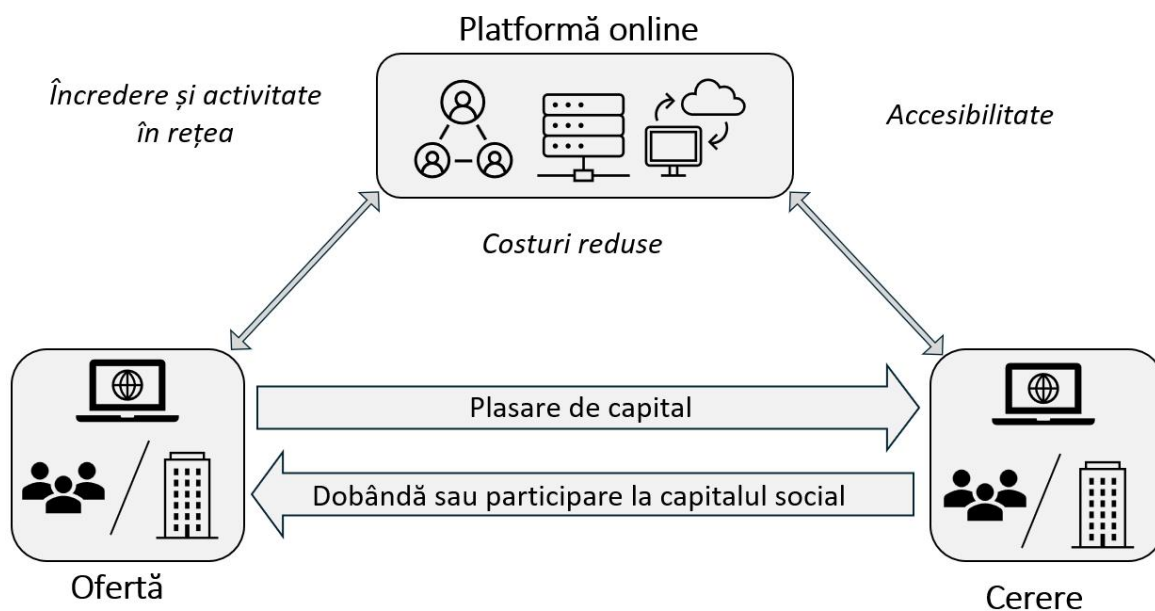 Platformă online
Încredere și activitate
în rețea
Accesibilitate
Costuri reduse
Plasare de capital
Dobândă sau participare la capitalul social
Ofertă
Cerere